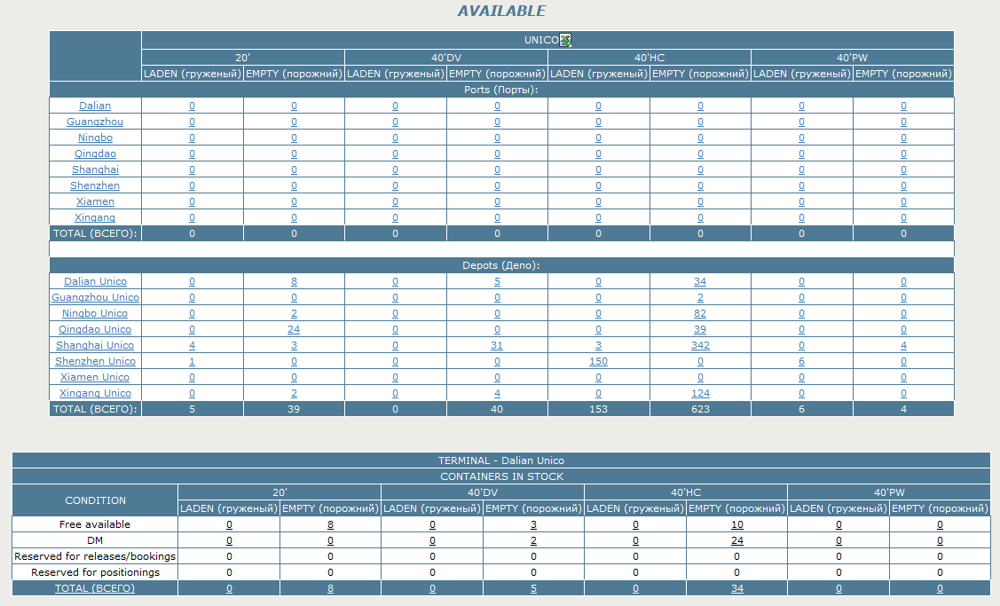 AVAILABLE
UNICO
20' 40'DV 40'HC 40'PW
LADEN (груженый) EMPTY (порожний) LADEN (груженый) EMPTY (порожний) LADEN (груженый) EMPTY (порожний) LADEN (груженый) EMPTY (порожний)
Ports (Порты):
Dalian 0 0 0 0 0 0 0 0
Guangzhou 0 0 0 0 0 0 0 0
Ningbo 0 0 0 0 0 0 0 0
Qingdao 0 0 0 0 0 0 0 0
Shanghai 0 0 0 0 0 0 0 0
Shenzhen 0 0 0 0 0 0 0 0
Xiamen 0 0 0 0 0 0 0 0
Xingang 0 0 0 0 0 0 0 0
TOTAL (ВСЕГО): 0 0 0 0 0 0 0 0
Depots (Депо):
Dalian Unico 0 8 0 5 0 34 0 0
Guangzhou Unico 0 0 0 0 0 2 0 0
Ningbo Unico 0 2 0 0 0 82 0 0
Qingdao Unico 0 24 0 0 0 39 0 0
Shanghai Unico 4 3 0 31 3 342 0 4
Shenzhen Unico 1 0 0 0 150 0 6 0
Xiamen Unico 0 0 0 0 0 0 0 0
Xingang Unico 0 2 0 4 0 124 0 0
TOTAL (ВСЕГО): 5 39 0 40 153 623 6 4
TERMINAL - Dalian Unico
CONTAINERS IN STOCK
CONDITION 20' 40'DV 40'HC 40'PW
LADEN (груженый) EMPTY (порожний) LADEN (груженый) EMPTY (порожний) LADEN (груженый) EMPTY (порожний) LADEN (груженый) EMPTY (порожний)
Free available 0 8 0 3 0 10 0 0
DM 0 0 0 2 0 24 0 0
Reserved for releases/bookings 0 0 0 0 0 0 0 0
Reserved for positionings 0 0 0 0 0 0 0 0
TOTAL (ВСЕГО) 0 8 0 5 0 34 0 0